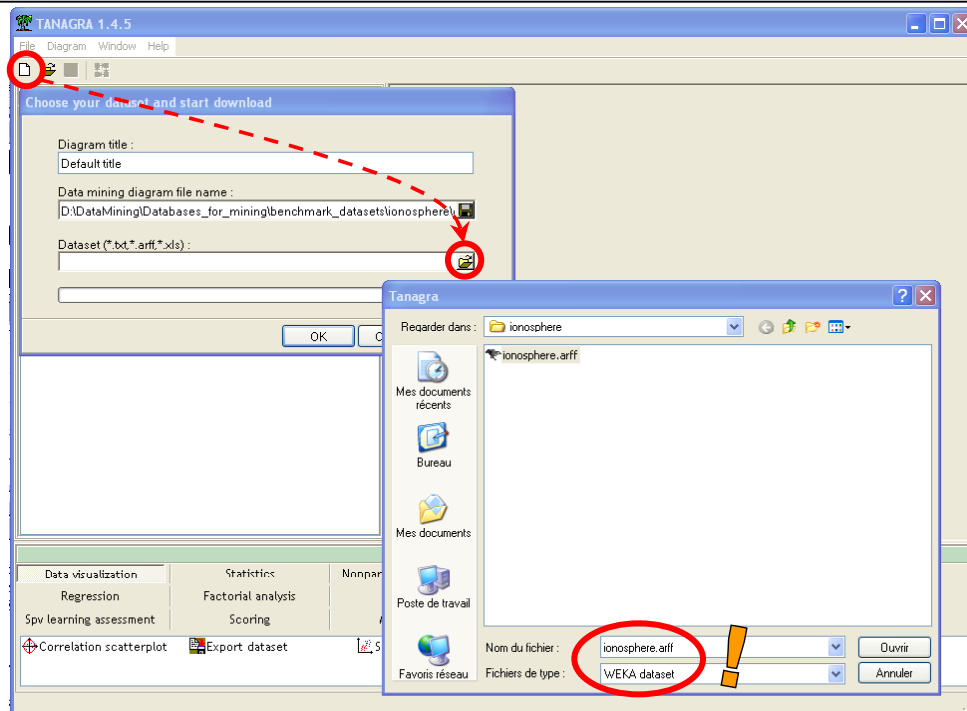 TANAGRA 1.4.5
File Diagram Window Help
Choose your dataset and start download
Diagram title :
Default title
Data mining diagram file name :
D:\DataMining\Databases_for_mining\benchmark_datasets\ionosphere\
Dataset (*.txt,*.arff,*.xls) :
OK
Tanagra
Regarder dans :
ionosphere
ionosphere.arff
Mes documents
récents
Bureau
Mes documents
Poste de travail
Favoris réseau
Nom du fichier :
ionosphere.arff
Ouvrir
Fichiers de type :
WEKA dataset
Annuler
Data visualization
Statistics
Nonpar
Regression
Factorial analysis
Spv learning assessment
Scoring
Correlation scatterplot
Export dataset
S